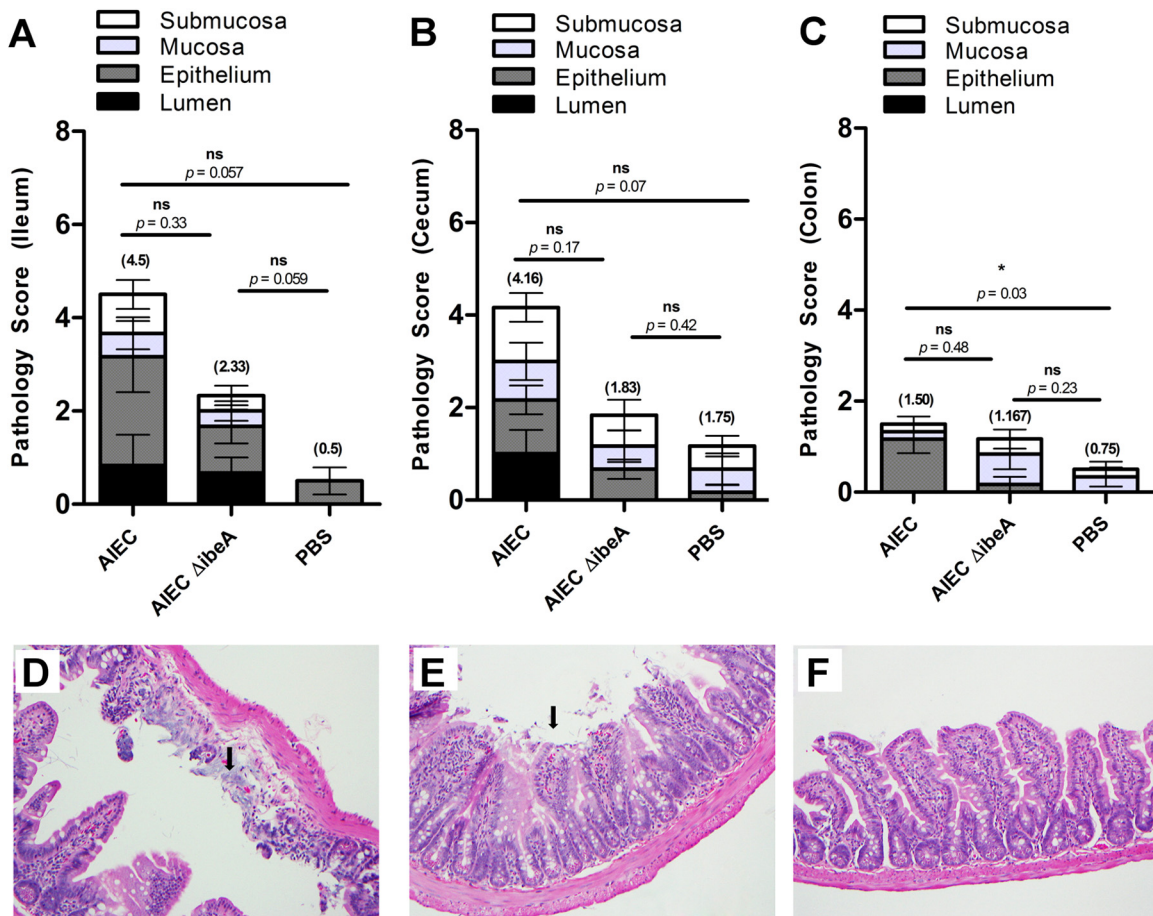 A
Submucosa
Mucosa
Epithelium
Lumen
Pathology Score (Ileum)
8
6
4
2
0
ns
p = 0.057
ns
p = 0.33
ns
p = 0.059
(4.5)
(2.33)
(0.5)
AIEC
AIEC ΔibeA
PBS
B
Submucosa
Mucosa
Epithelium
Lumen
Pathology Score (Cecum)
8
6
4
2
0
ns
p = 0.07
ns
p = 0.17
ns
p = 0.42
(4.16)
(1.83)
(1.75)
AIEC
AIEC ΔibeA
PBS
C
Submucosa
Mucosa
Epithelium
Lumen
Pathology Score (Colon)
8
6
4
2
0
*
p = 0.03
ns
p = 0.48
ns
p = 0.23
(1.50)
(1.167)
(0.75)
AIEC
AIEC ΔibeA
PBS
D
E
F